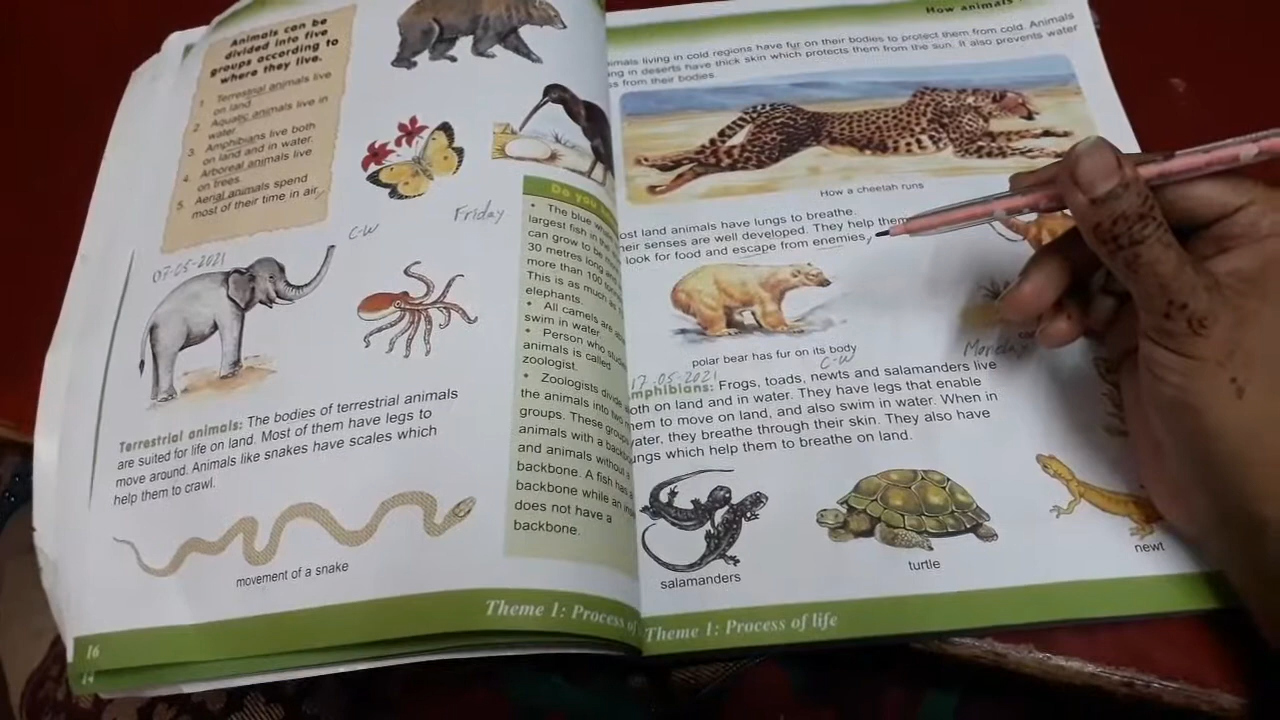 Animals can be
divided into five
groups according to
where they live.
1. Terrestrial animals live
on land.
2. Aquatic animals live in
water.
3. Amphibians live both
on land and in water.
4. Arboreal animals live
on trees.
5. Aerial animals spend
most of their time in air.
Friday
C-W
07-05-2021
Terrestrial animals: The bodies of terrestrial animals
are suited for life on land. Most of them have legs to
move around. Animals like snakes have scales which
help them to crawl.
movement of a snake
Theme 1: Process of
16
14
Do you
• The blue
largest fish in the
can grow to be
30 metres long
more than 100
This is as much as
elephants.
• All camels are
swim in water
• Person who
animals is called
zoologist.
• Zoologists divide
the animals into two
groups. These groups
animals with a backbone
and animals without a
backbone. A fish has a
backbone while an
does not have a
backbone.
How animals
living in cold regions have fur on their bodies to protect them from cold. Animals
in deserts have thick skin which protects them from the sun. It also prevents water
from their bodies.
How a cheetah runs
land animals have lungs to breathe.
senses are well developed. They help them
look for food and escape from enemies,
polar bear has fur on its body
C-W
Monday
17-05-2021
Amphibians: Frogs, toads, newts and salamanders live
both on land and in water. They have legs that enable
them to move on land, and also swim in water. When in
water, they breathe through their skin. They also have
lungs which help them to breathe on land.
salamanders
turtle
newt
Theme 1: Process of life